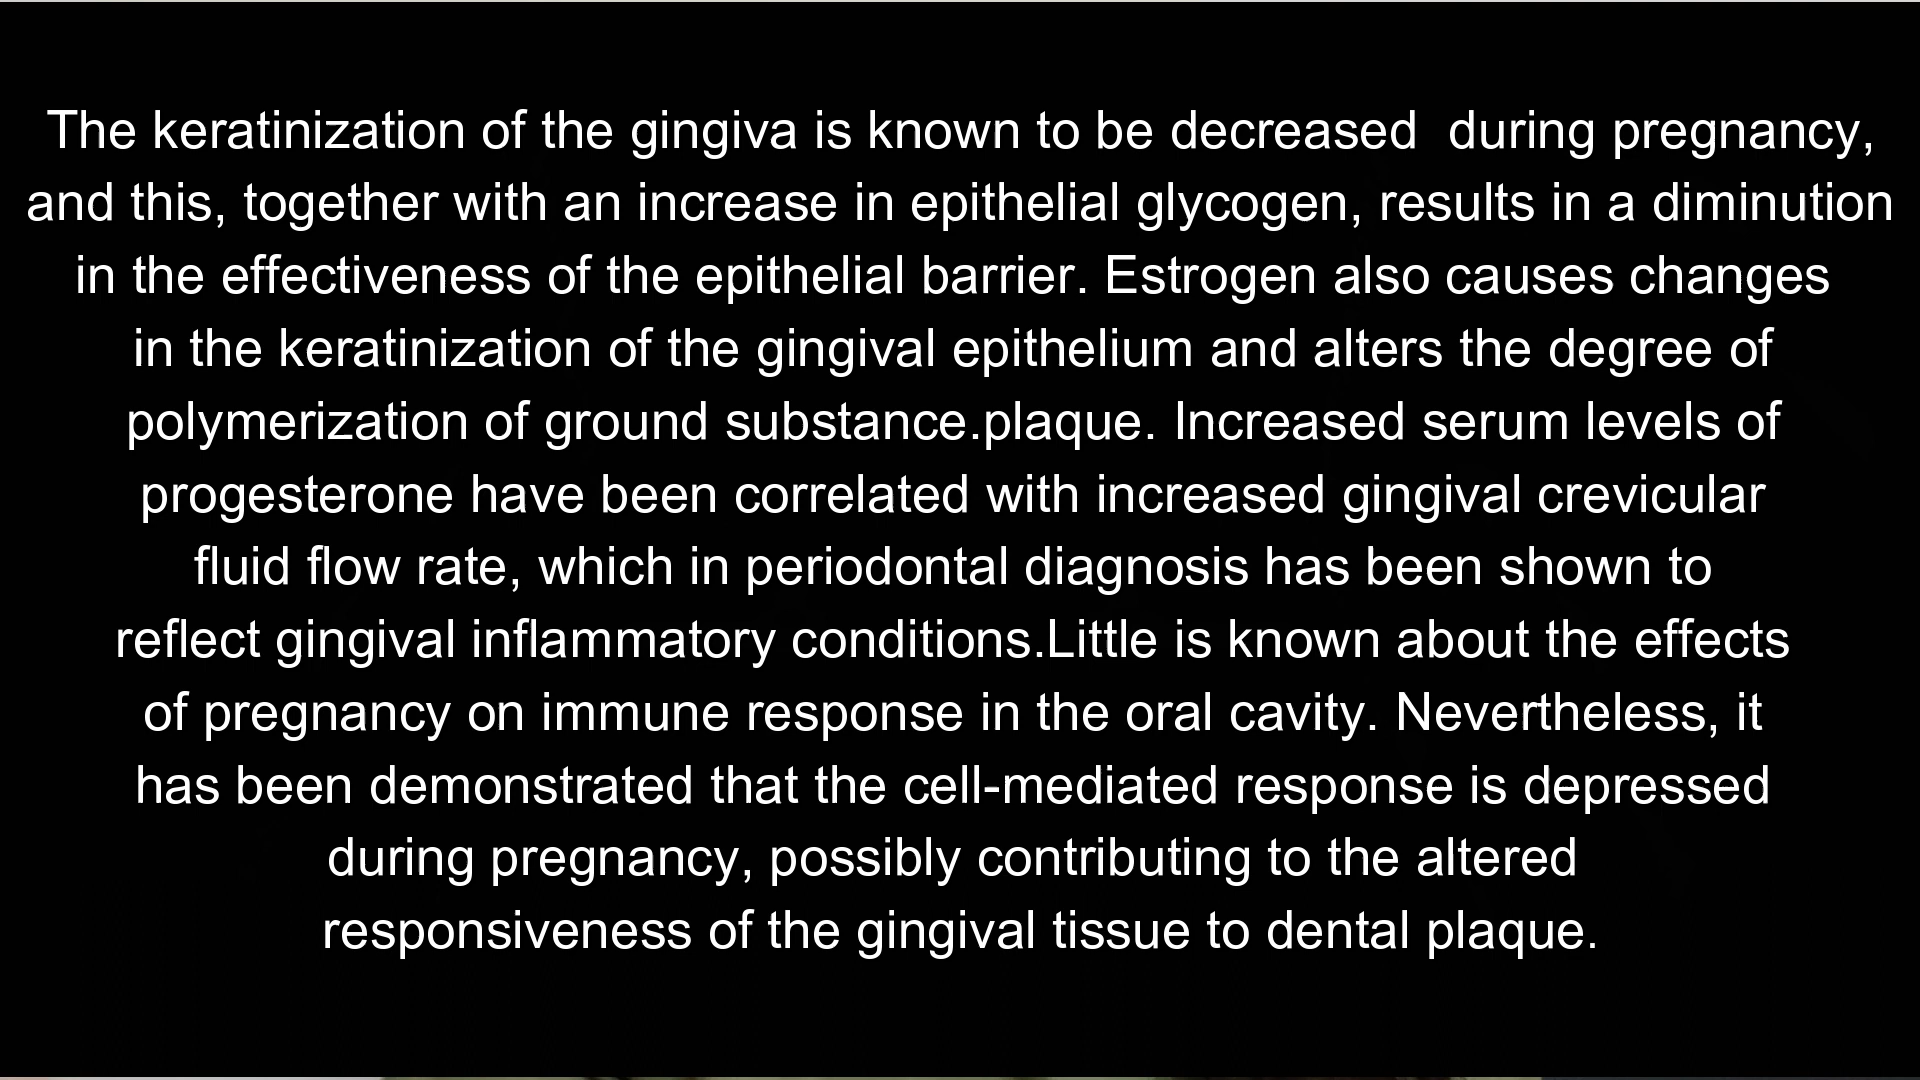 The keratinization of the gingiva is known to be decreased  during pregnancy,
and this, together with an increase in epithelial glycogen, results in a diminution
in the effectiveness of the epithelial barrier. Estrogen also causes changes
in the keratinization of the gingival epithelium and alters the degree of
polymerization of ground substance.plaque. Increased serum levels of
progesterone have been correlated with increased gingival crevicular
fluid flow rate, which in periodontal diagnosis has been shown to
reflect gingival inflammatory conditions.Little is known about the effects
of pregnancy on immune response in the oral cavity. Nevertheless, it
has been demonstrated that the cell-mediated response is depressed
during pregnancy, possibly contributing to the altered
responsiveness of the gingival tissue to dental plaque.